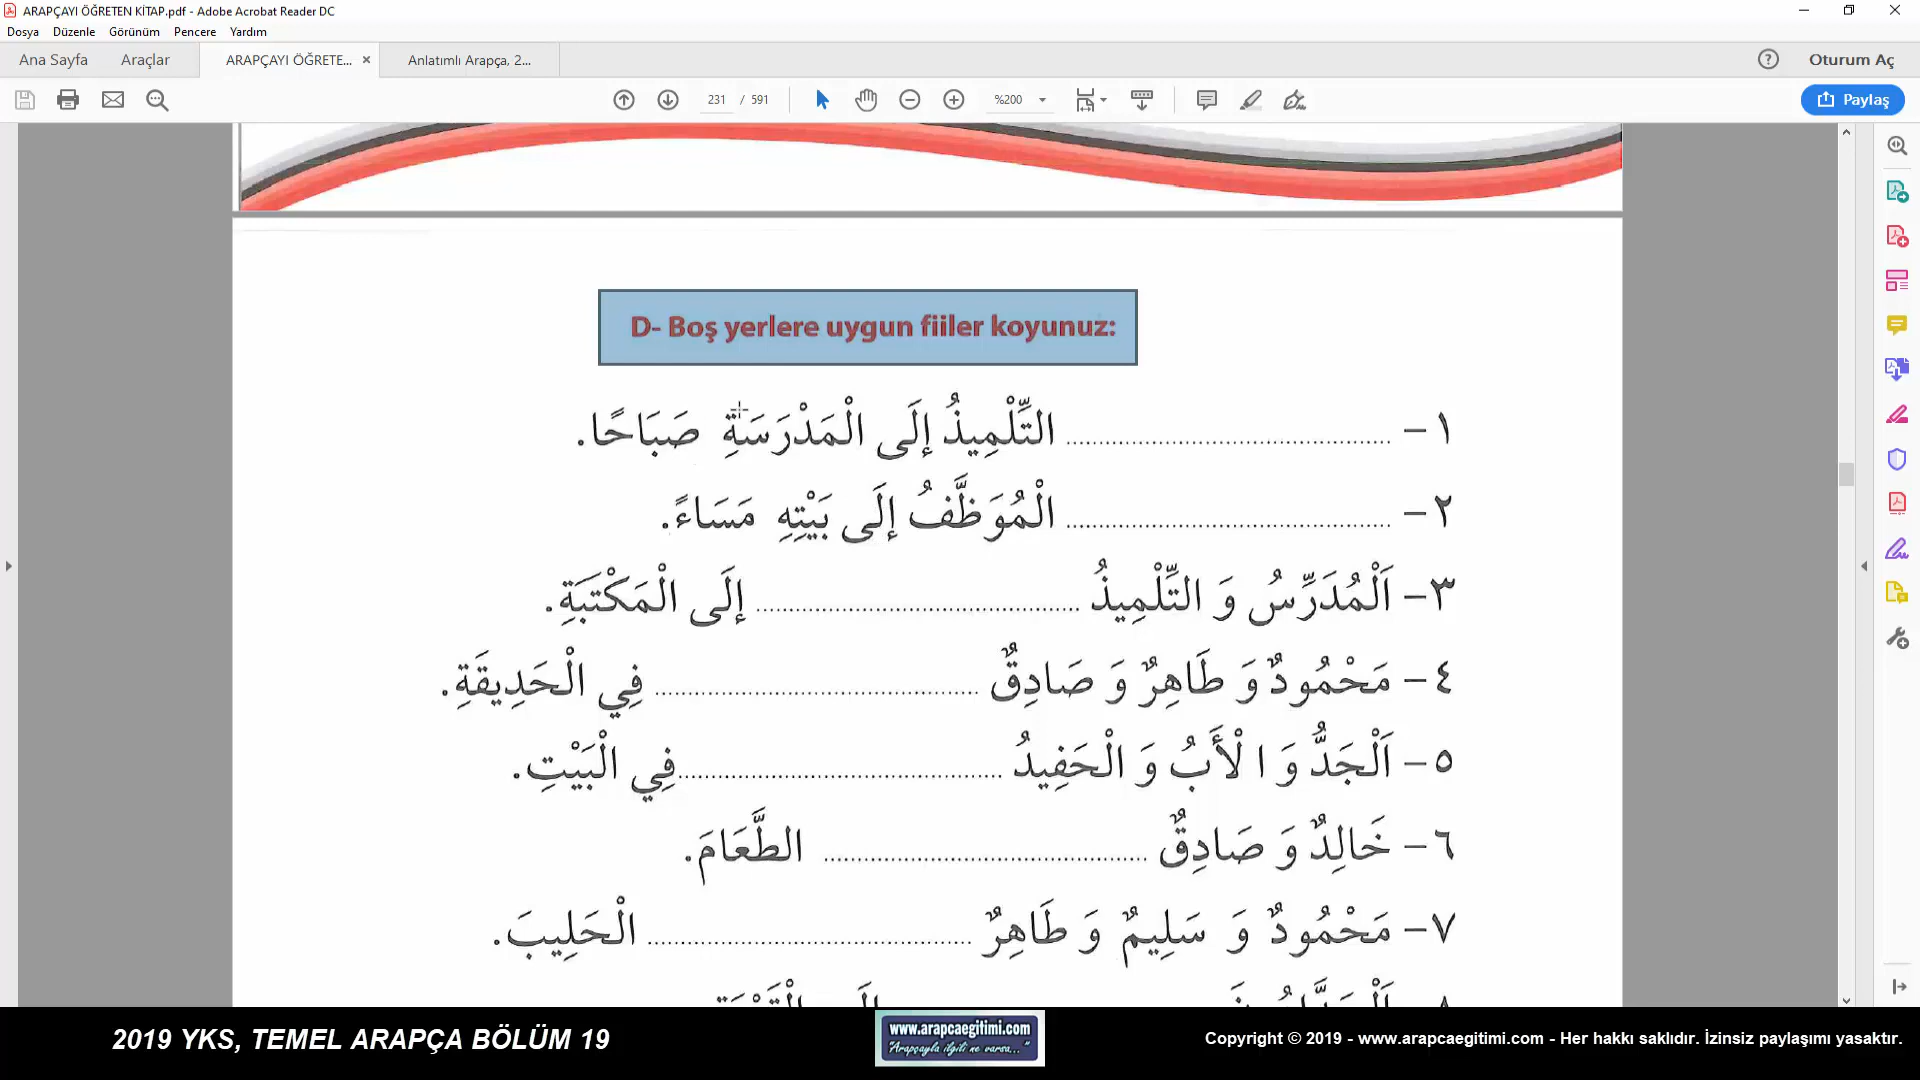 ARAPÇAYI ÖĞRETEN KİTAP.pdf - Adobe Acrobat Reader DC
Dosya Düzenle Görünüm Pencere Yardım
Ana Sayfa Araçlar ARAPÇAYI ÖĞRETE... Anlatımlı Arapça, 2... Oturum Aç
231 / 591 %200 Paylaş
D- Boş yerlere uygun fiiler koyunuz:
١ – ........................................ التِّلْمِيذُ إِلَى الْمَدْرَسَةِ صَبَاحًا.
٢ – ........................................ الْمُوَظَّفُ إِلَى بَيْتِهِ مَسَاءً.
٣ – اَلْمُدَرِّسُ وَ التِّلْمِيذُ ........................................ إِلَى الْمَكْتَبَةِ.
٤ – مَحْمُودٌ وَ طَاهِرٌ وَ صَادِقٌ ........................................ فِي الْحَدِيقَةِ.
٥ – اَلْجَدُّ وَ ا لْأَبُ وَ الْحَفِيدُ ........................................ فِي الْبَيْتِ.
٦ – خَالِدٌ وَ صَادِقٌ ........................................ الطَّعَامَ.
٧ – مَحْمُودٌ وَ سَلِيمٌ وَ طَاهِرٌ ........................................ الْحَلِيبَ.
2019 YKS, TEMEL ARAPÇA BÖLÜM 19
www.arapcaegitimi.com
"Arapçayla ilgili ne varsa..."
Copyright © 2019 - www.arapcaegitimi.com - Her hakkı saklıdır. İzinsiz paylaşımı yasaktır.